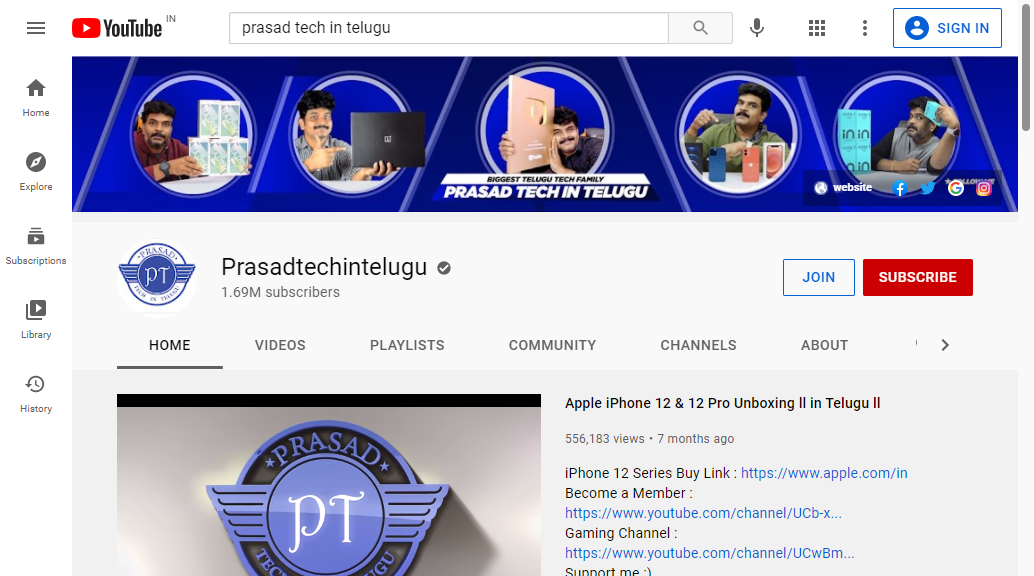 YouTube IN
prasad tech in telugu
SIGN IN
Home
Explore
Subscriptions
Library
History
BIGGEST TELUGU TECH FAMILY
PRASAD TECH IN TELUGU
website
PRASAD
PT
TECH IN TELUGU
Prasadtechintelugu
1.69M subscribers
JOIN
SUBSCRIBE
HOME
VIDEOS
PLAYLISTS
COMMUNITY
CHANNELS
ABOUT
PRASAD
PT
TECH
TELUGU
Apple iPhone 12 & 12 Pro Unboxing ll in Telugu ll
556,183 views • 7 months ago
iPhone 12 Series Buy Link : https://www.apple.com/in
Become a Member :
https://www.youtube.com/channel/UCb-x...
Gaming Channel :
https://www.youtube.com/channel/UCwBm...
Support me :)